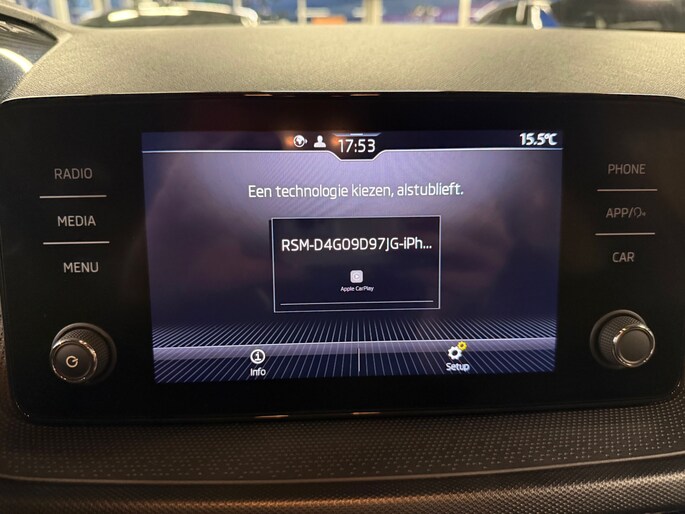 17:53
15.5°C
RADIO
MEDIA
MENU
Een technologie kiezen, alstublieft.
RSM-D4G09D97JG-iPh...
Apple CarPlay
Info
Setup
PHONE
APP/
CAR